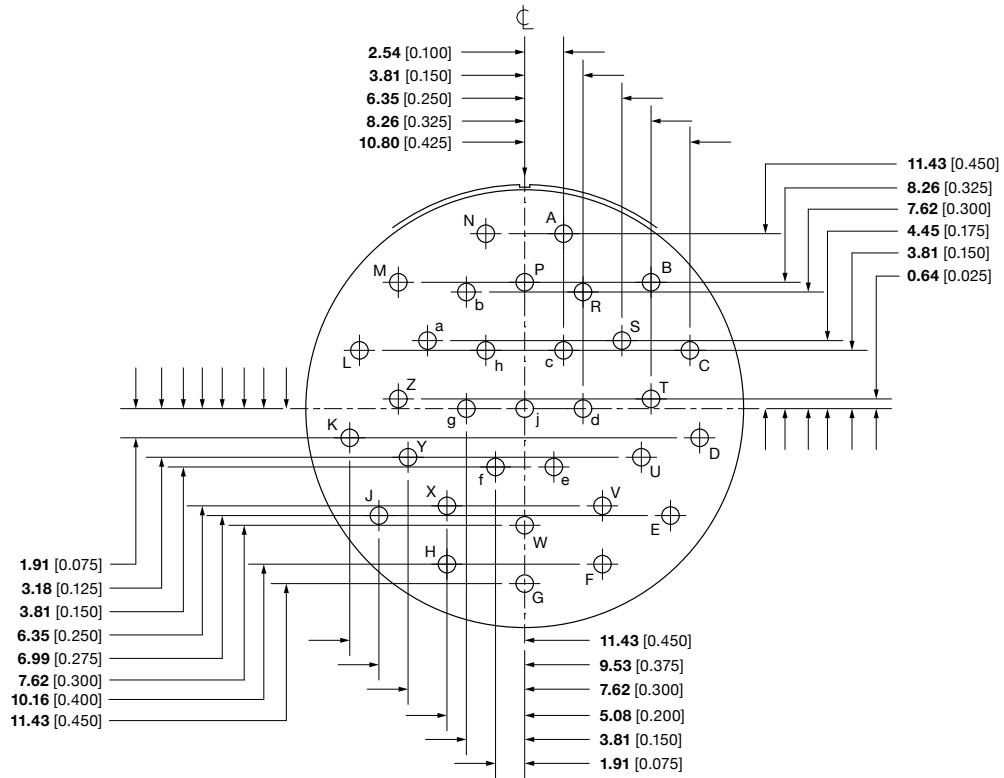 ℄
2.54 [0.100]
3.81 [0.150]
6.35 [0.250]
8.26 [0.325]
10.80 [0.425]
11.43 [0.450]
8.26 [0.325]
7.62 [0.300]
4.45 [0.175]
3.81 [0.150]
0.64 [0.025]
N A
M P B
b R
a S
L h c C
Z T
g j d
K D
Y U
f e
X V
J E
W
H F
G
1.91 [0.075]
3.18 [0.125]
3.81 [0.150]
6.35 [0.250]
6.99 [0.275]
7.62 [0.300]
10.16 [0.400]
11.43 [0.450]
11.43 [0.450]
9.53 [0.375]
7.62 [0.300]
5.08 [0.200]
3.81 [0.150]
1.91 [0.075]